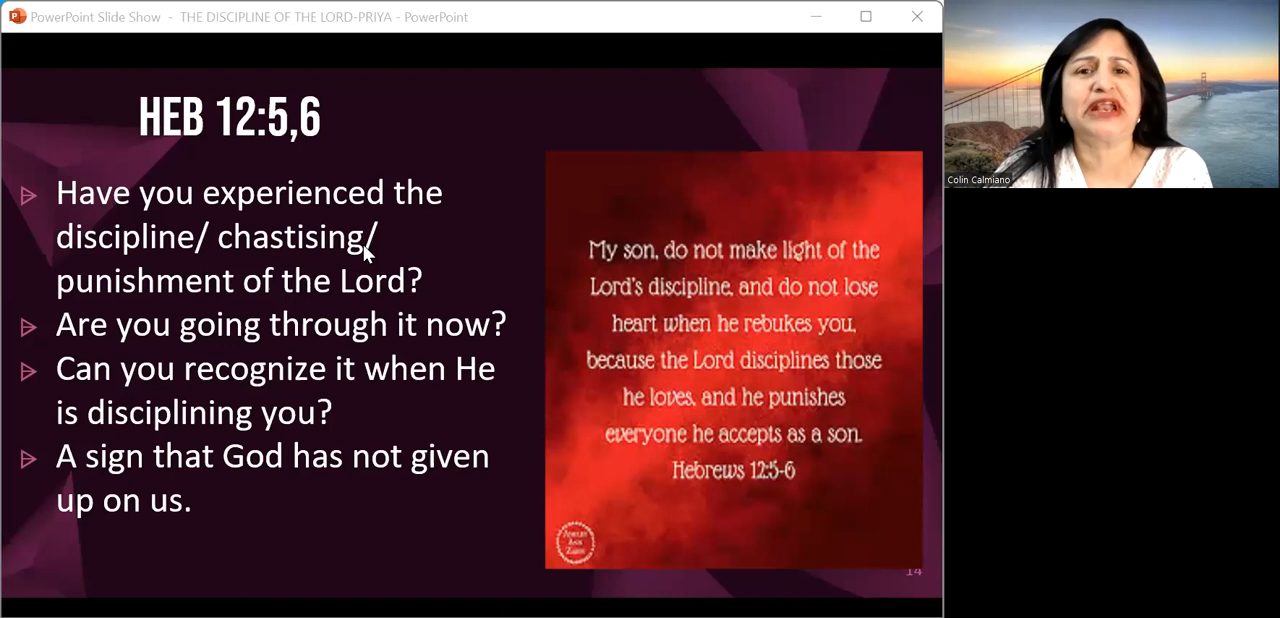 PowerPoint Slide Show - THE DISCIPLINE OF THE LORD-PRIYA - PowerPoint
HEB 12:5,6
Have you experienced the
discipline/ chastising/
punishment of the Lord?
Are you going through it now?
Can you recognize it when He
is disciplining you?
A sign that God has not given
up on us.
My son, do not make light of the
Lord's discipline, and do not lose
heart when he rebukes you,
because the Lord disciplines those
he loves, and he punishes
everyone he accepts as a son.
Hebrews 12:5-6
14
Colin Calmiano